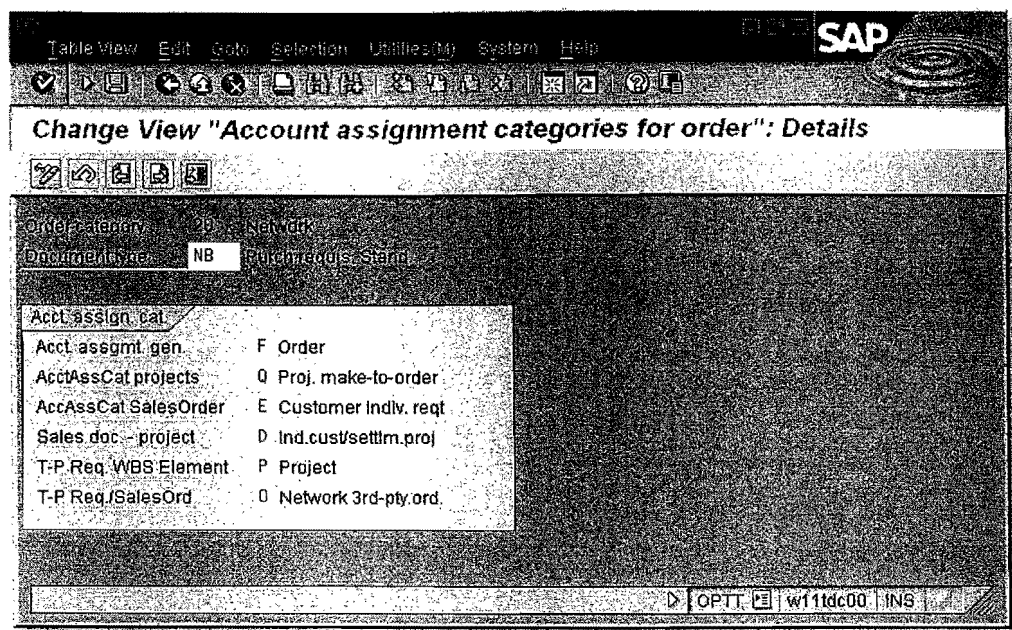 SAP
Table View Edit Goto Selection Utilities(M) System Help
Change View "Account assignment categories for order": Details
Order category 20 Network
Document type NB Purch.requis. Stand
Acct. assign. cat.
Acct. assgmt. gen. F Order
AcctAssCat projects Q Proj. make-to-order
AccAssCat SalesOrder E Customer indiv. reqt
Sales doc. - project D Ind.cust/settlm.proj
T-P Req. WBS Element P Project
T-P Req./SalesOrd O Network 3rd-pty.ord.
OPTT w11tdc00 INS